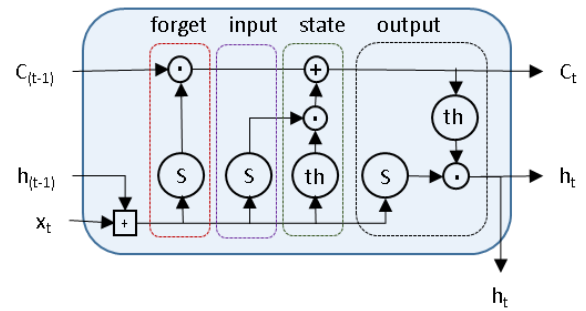 forget input state output
C(t-1) · + Ct
· th
h(t-1) S S th S · ht
xt +
ht